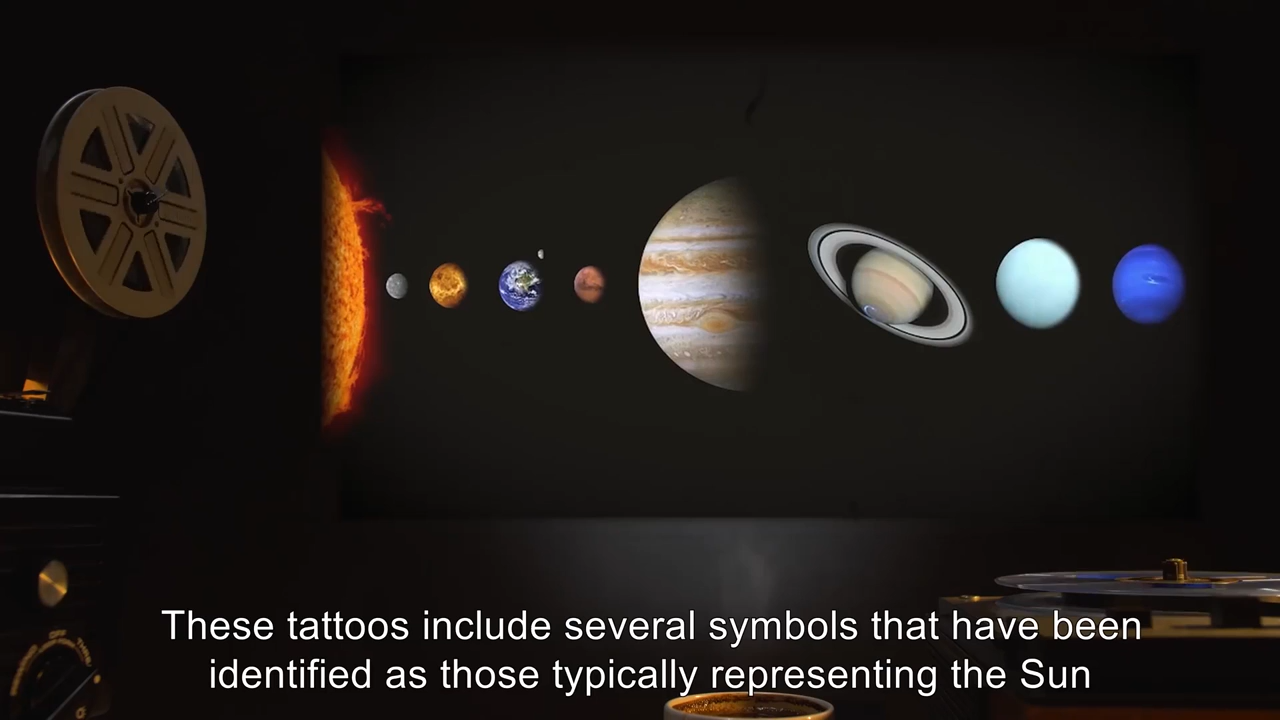 These tattoos include several symbols that have been
identified as those typically representing the Sun